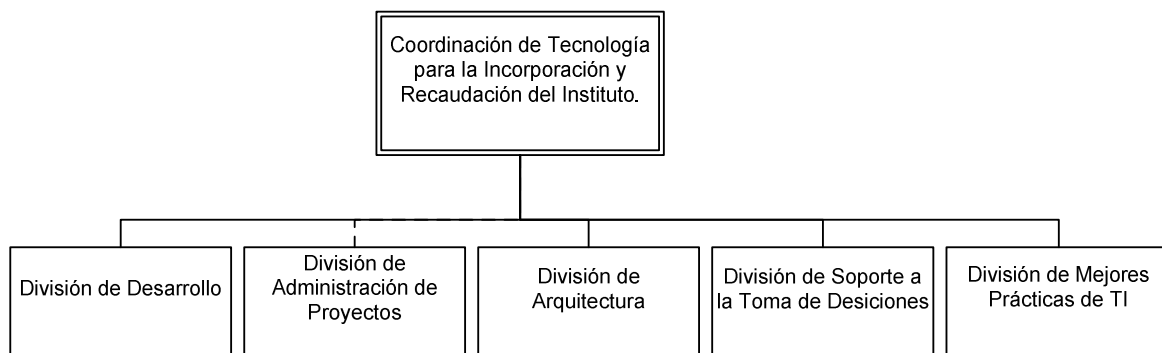 Coordinación de Tecnología
para la Incorporación y
Recaudación del Instituto.
División de Desarrollo
División de
Administración de
Proyectos
División de
Arquitectura
División de Soporte a
la Toma de Desiciones
División de Mejores
Prácticas de TI